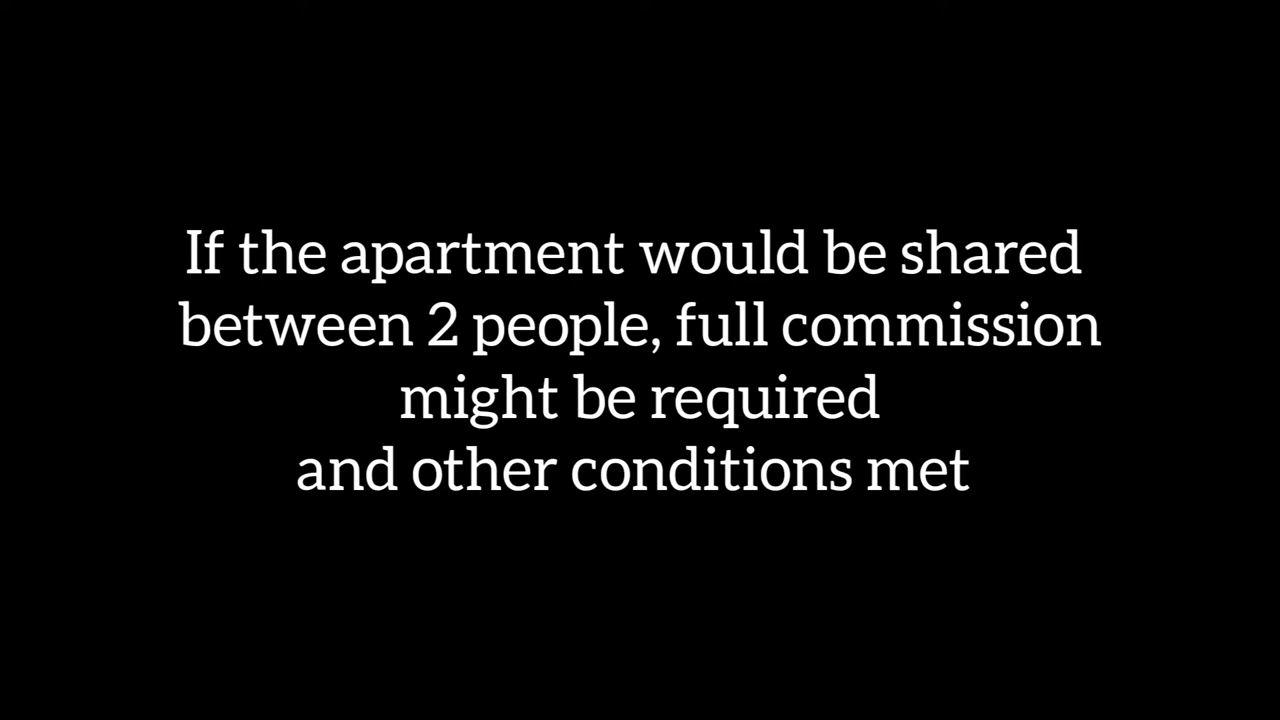 If the apartment would be shared
between 2 people, full commission
might be required
and other conditions met